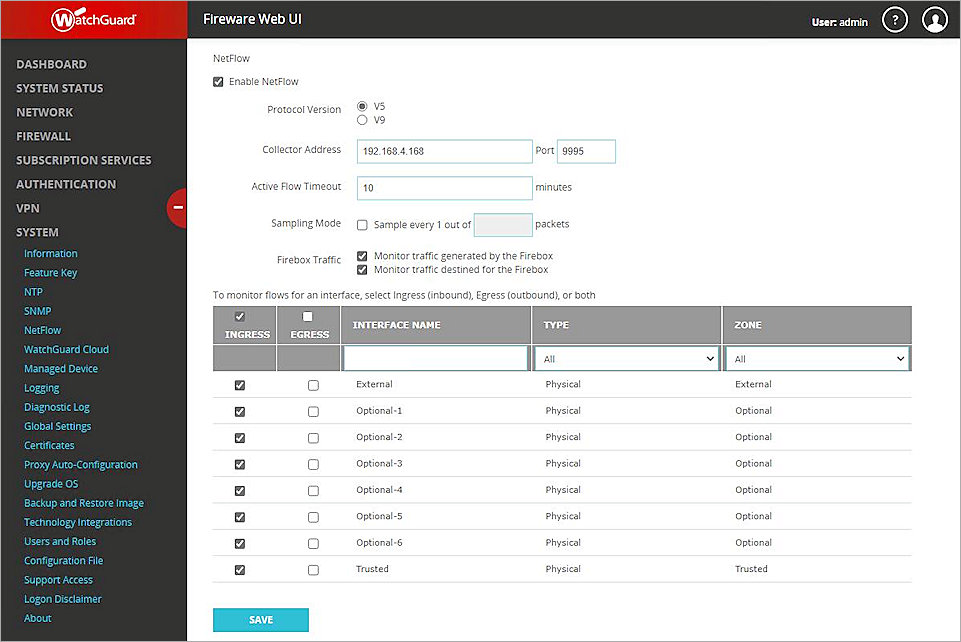 WatchGuard
Fireware Web UI
User: admin
?
DASHBOARD
SYSTEM STATUS
NETWORK
FIREWALL
SUBSCRIPTION SERVICES
AUTHENTICATION
VPN
SYSTEM
Information
Feature Key
NTP
SNMP
NetFlow
WatchGuard Cloud
Managed Device
Logging
Diagnostic Log
Global Settings
Certificates
Proxy Auto-Configuration
Upgrade OS
Backup and Restore Image
Technology Integrations
Users and Roles
Configuration File
Support Access
Logon Disclaimer
About
NetFlow
Enable NetFlow
Protocol Version V5
V9
Collector Address 192.168.4.168 Port 9995
Active Flow Timeout 10 minutes
Sampling Mode Sample every 1 out of packets
Firebox Traffic Monitor traffic generated by the Firebox
Monitor traffic destined for the Firebox
To monitor flows for an interface, select Ingress (inbound), Egress (outbound), or both
INGRESS EGRESS INTERFACE NAME TYPE ZONE
All All
External Physical External
Optional-1 Physical Optional
Optional-2 Physical Optional
Optional-3 Physical Optional
Optional-4 Physical Optional
Optional-5 Physical Optional
Optional-6 Physical Optional
Trusted Physical Trusted
SAVE